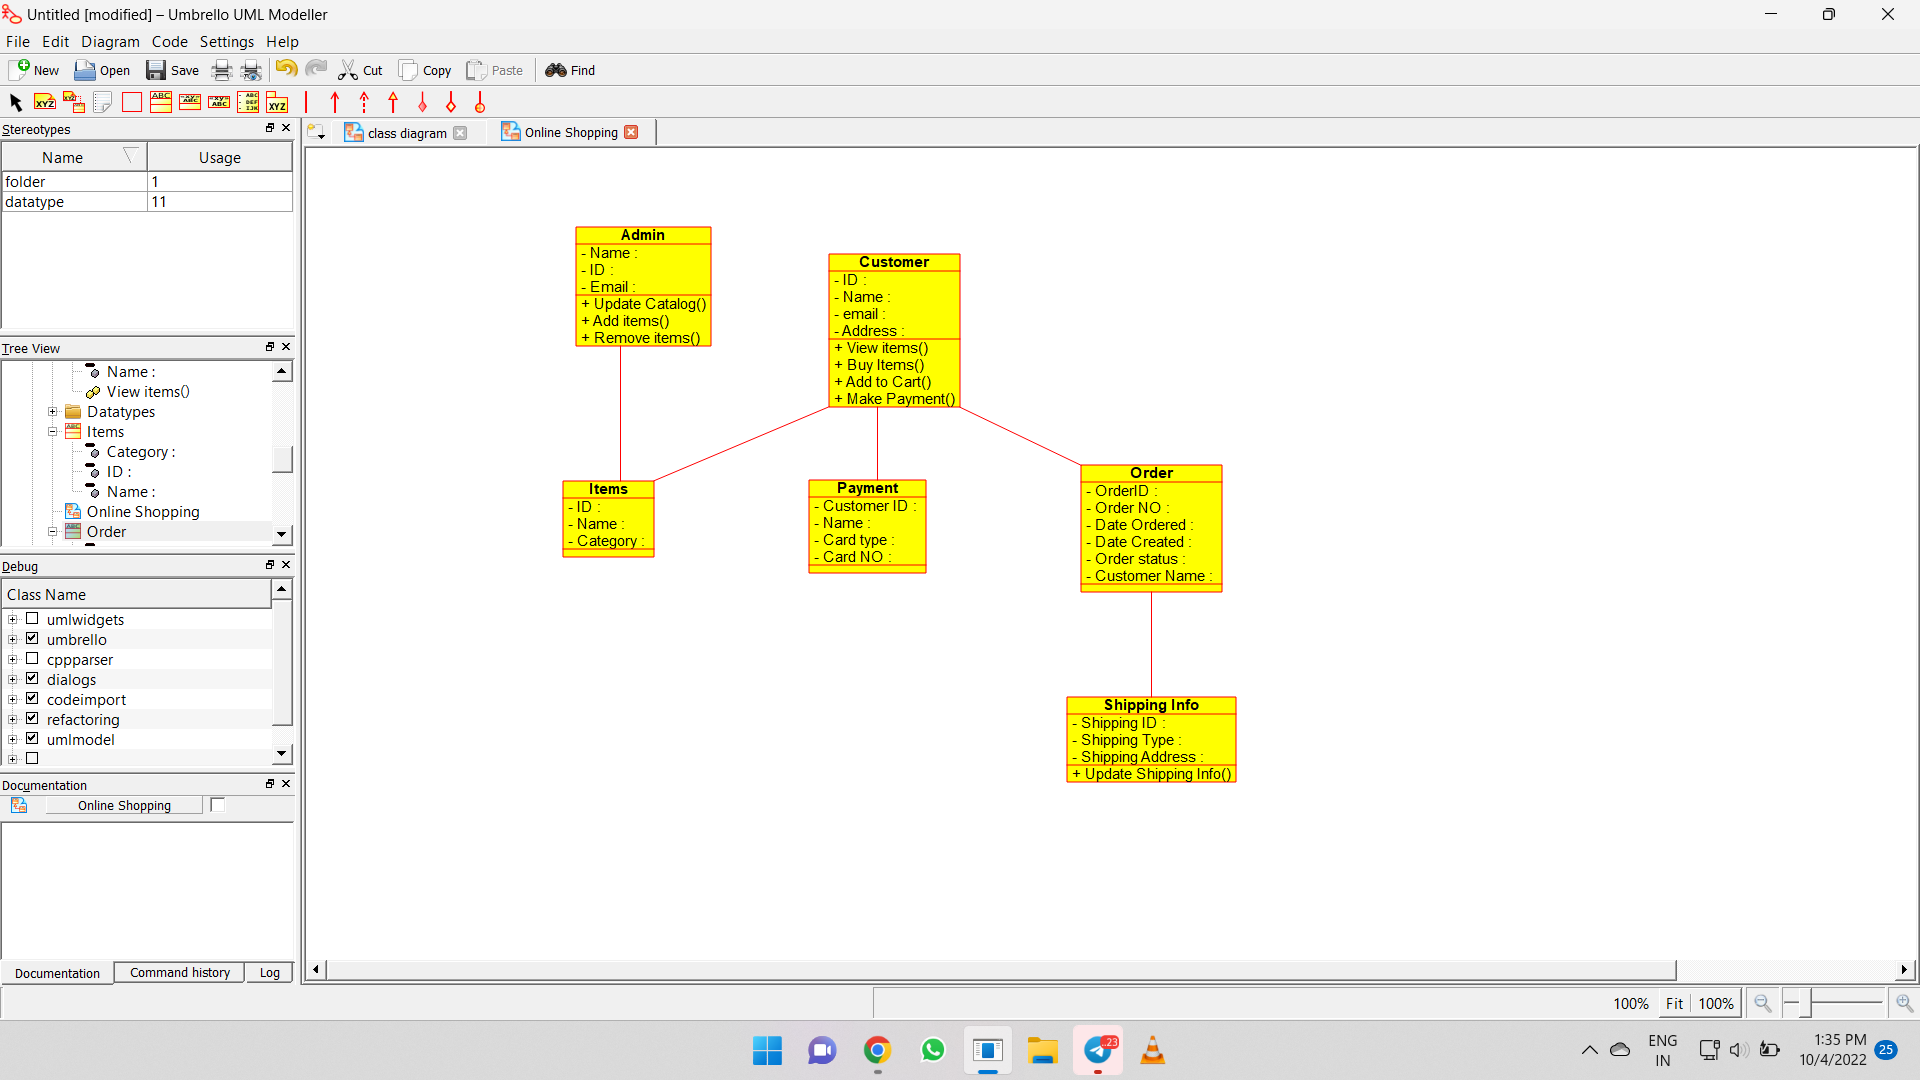 Untitled [modified] – Umbrello UML Modeller
File Edit Diagram Code Settings Help
New Open Save Cut Copy Paste Find
Stereotypes
Name Usage
folder 1
datatype 11
Tree View
Name :
View items()
Datatypes
Items
Category :
ID :
Name :
Online Shopping
Order
Debug
Class Name
umlwidgets
umbrello
cppparser
dialogs
codeimport
refactoring
umlmodel
Documentation
Online Shopping
Documentation Command history Log
class diagram Online Shopping
Admin
- Name :
- ID :
- Email :
+ Update Catalog()
+ Add items()
+ Remove items()
Customer
- ID :
- Name :
- email :
- Address :
+ View items()
+ Buy Items()
+ Add to Cart()
+ Make Payment()
Items
- ID :
- Name :
- Category :
Payment
- Customer ID :
- Name :
- Card type :
- Card NO :
Order
- OrderID :
- Order NO :
- Date Ordered :
- Date Created :
- Order status :
- Customer Name :
Shipping Info
- Shipping ID :
- Shipping Type :
- Shipping Address :
+ Update Shipping Info()
100% Fit 100%
ENG
IN
1:35 PM
10/4/2022
25